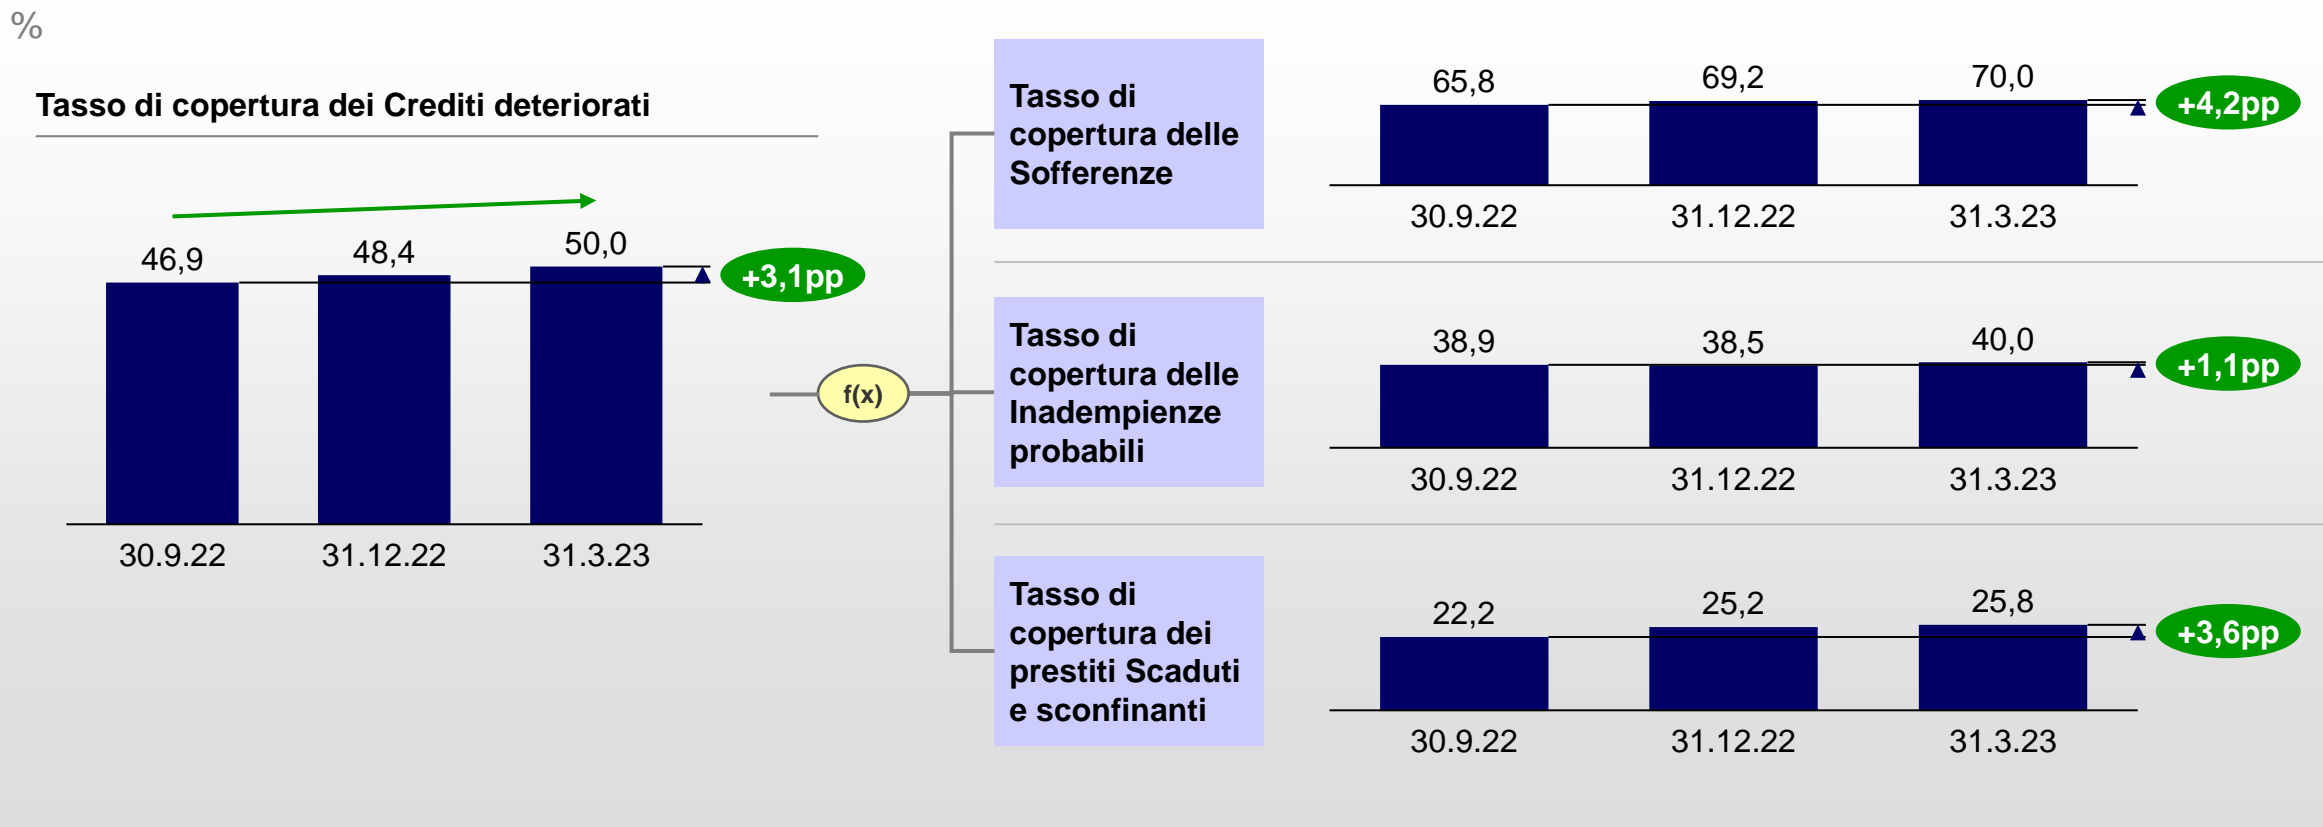 %
Tasso di copertura dei Crediti deteriorati
46,9
48,4
50,0
+3,1pp
30.9.22
31.12.22
31.3.23
f(x)
Tasso di
copertura delle
Sofferenze
65,8
69,2
70,0
+4,2pp
30.9.22
31.12.22
31.3.23
Tasso di
copertura delle
Inadempienze
probabili
38,9
38,5
40,0
+1,1pp
30.9.22
31.12.22
31.3.23
Tasso di
copertura dei
prestiti Scaduti
e sconfinanti
22,2
25,2
25,8
+3,6pp
30.9.22
31.12.22
31.3.23